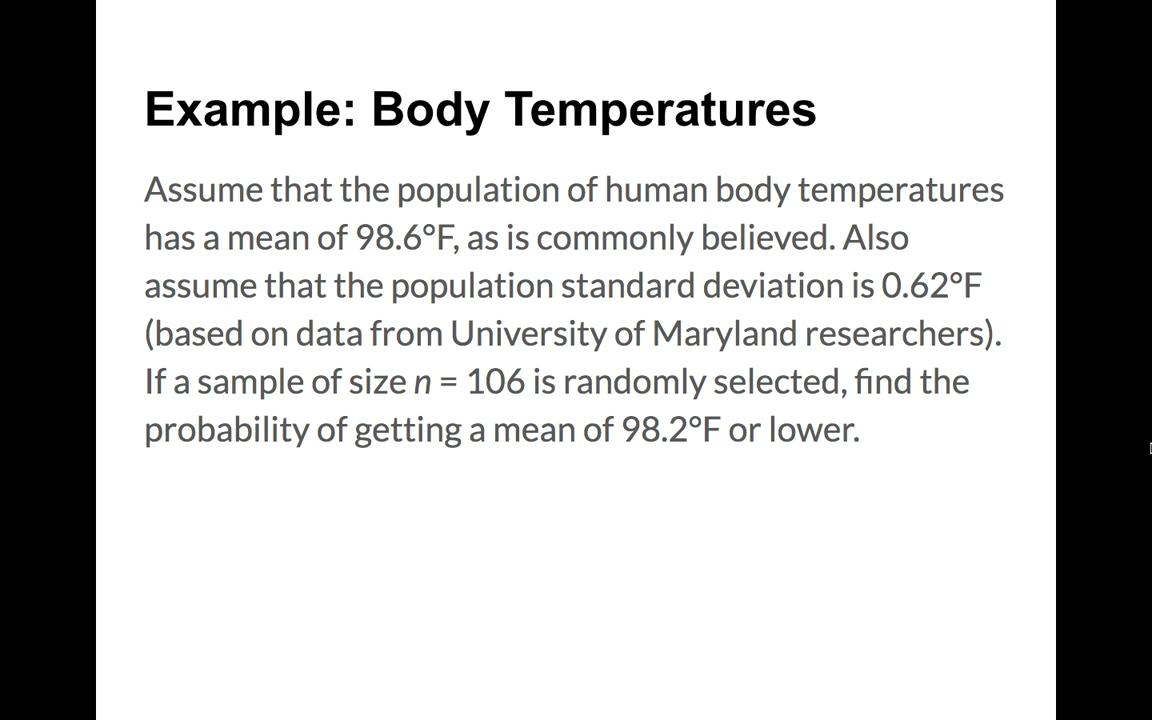 Example: Body Temperatures
Assume that the population of human body temperatures
has a mean of 98.6°F, as is commonly believed. Also
assume that the population standard deviation is 0.62°F
(based on data from University of Maryland researchers).
If a sample of size n = 106 is randomly selected, find the
probability of getting a mean of 98.2°F or lower.